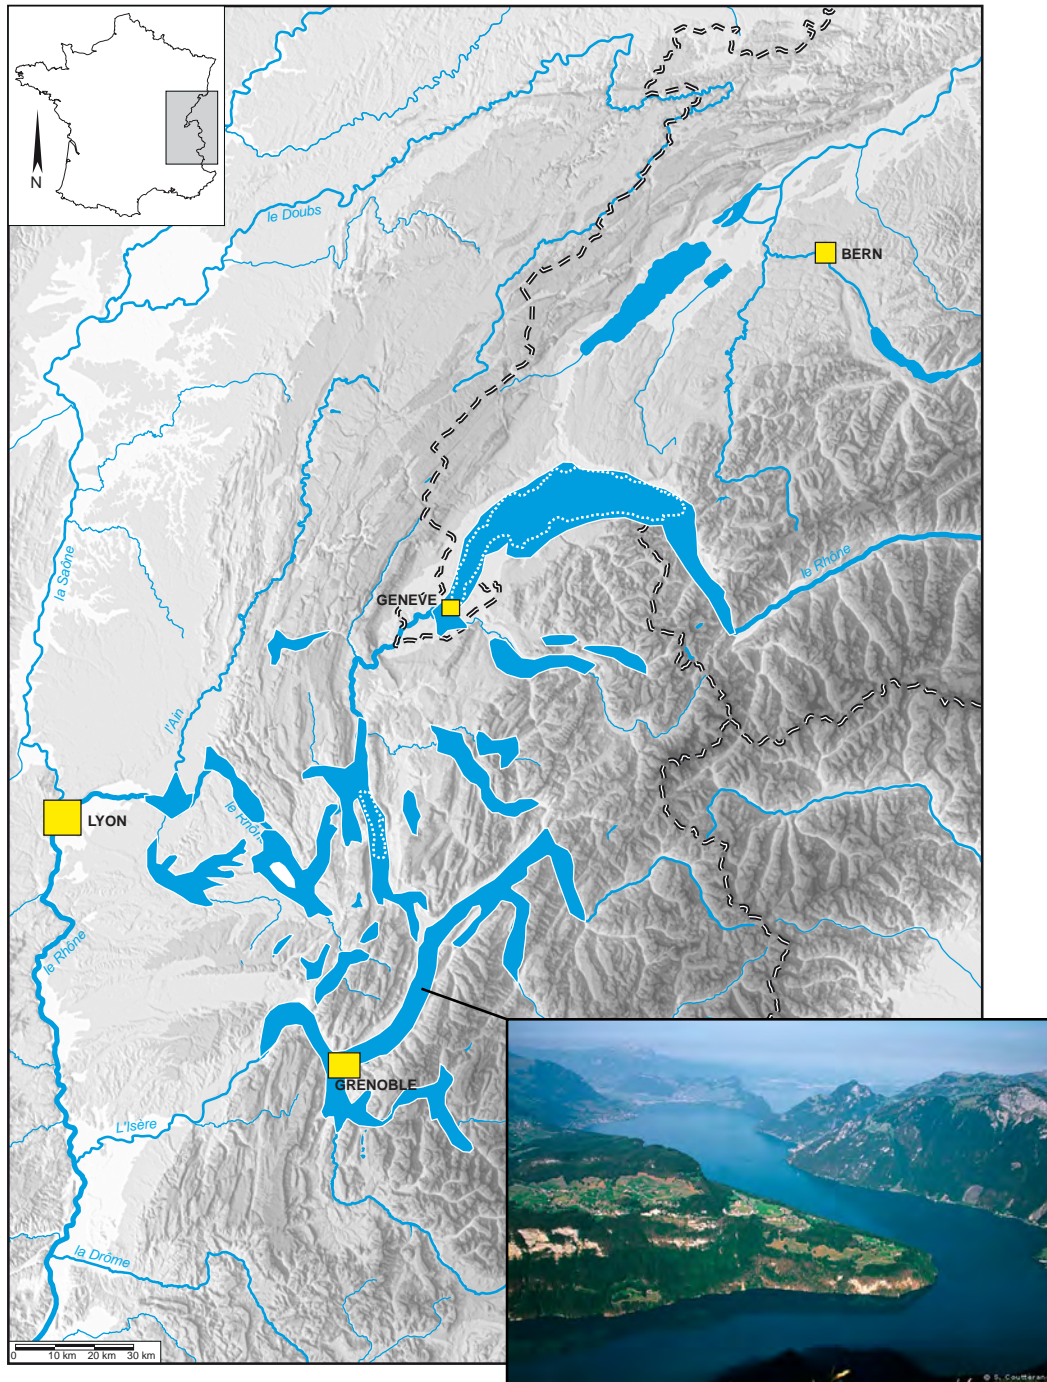 N
le Doubs
BERN
la Saône
le Rhône
GENEVE
l'Ain
LYON
le Rhône
le Rhône
GRENOBLE
L'Isère
la Drôme
0 10 km 20 km 30 km
© S. Coutterand